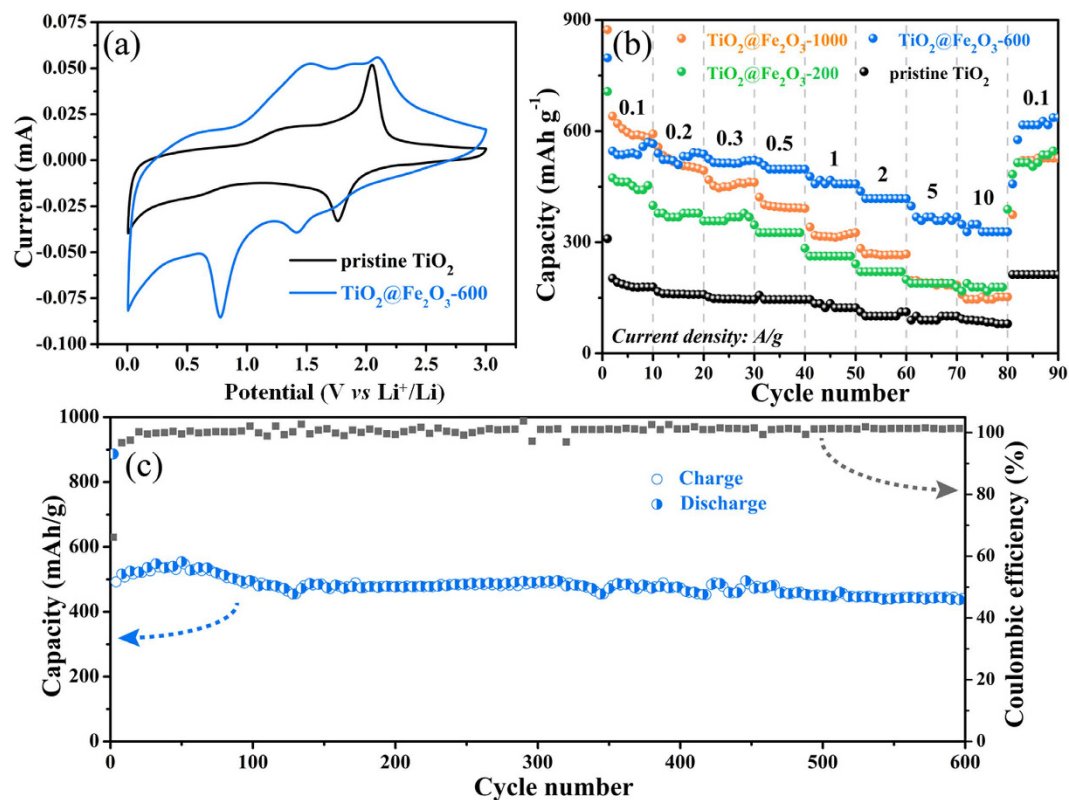 (a)
Current (mA)
0.075
0.050
0.025
0.000
-0.025
-0.050
-0.075
-0.100
pristine TiO₂
TiO₂@Fe₂O₃-600
0.0 0.5 1.0 1.5 2.0 2.5 3.0
Potential (V vs Li⁺/Li)
(b)
Capacity (mAh g⁻¹)
900
600
300
0
TiO₂@Fe₂O₃-1000
TiO₂@Fe₂O₃-600
TiO₂@Fe₂O₃-200
pristine TiO₂
0.1 0.2 0.3 0.5 1 2 5 10 0.1
Current density: A/g
0 10 20 30 40 50 60 70 80 90
Cycle number
(c)
Capacity (mAh/g)
1000
900
800
700
600
500
400
300
200
100
0
Charge
Discharge
100
80
60
40
20
0
Coulombic efficiency (%)
0 100 200 300 400 500 600
Cycle number